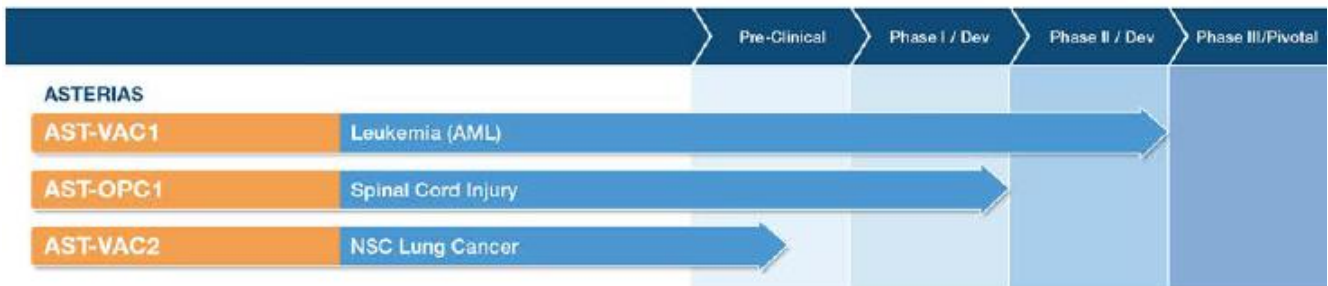 Pre-Clinical Phase I / Dev Phase II / Dev Phase III/Pivotal
ASTERIAS
AST-VAC1 Leukemia (AML)
AST-OPC1 Spinal Cord Injury
AST-VAC2 NSC Lung Cancer